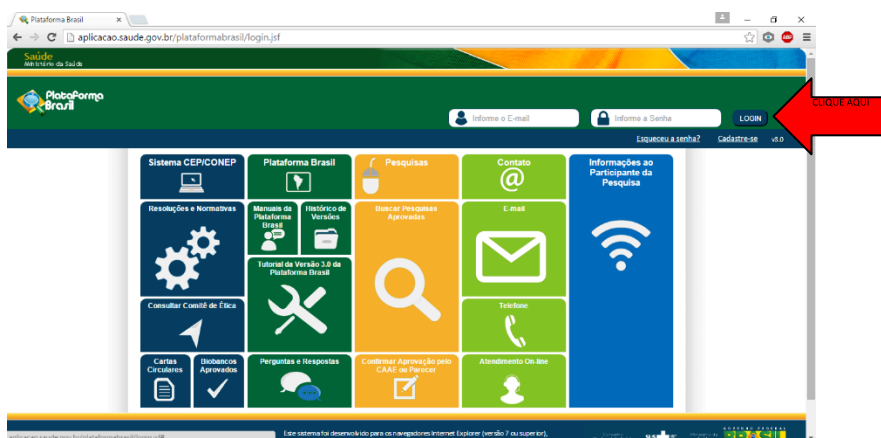 Plataforma Brasil
aplicacao.saude.gov.br/plataformabrasil/login.jsf
Saúde
Ministério da Saúde
Plataforma
Brasil
Informe o E-mail
Informe a Senha
LOGIN
CLIQUE AQUI
Esqueceu a senha?
Cadastre-se
v3.0
Sistema CEP/CONEP
Plataforma Brasil
Pesquisas
Contato
Informações ao
Participante da
Pesquisa
Resoluções e Normativas
Manuais da
Plataforma
Brasil
Histórico de
Versões
Buscar Pesquisas
Aprovadas
E-mail
Tutorial da Versão 3.0 da
Plataforma Brasil
Consultar Comitê de Ética
Telefone
Cartas
Circulares
Biobancos
Aprovados
Perguntas e Respostas
Confirmar Aprovação pelo
CAAE ou Parecer
Atendimento On-line
Este sistema foi desenvolvido para os navegadores Internet Explorer (versão 7 ou superior),